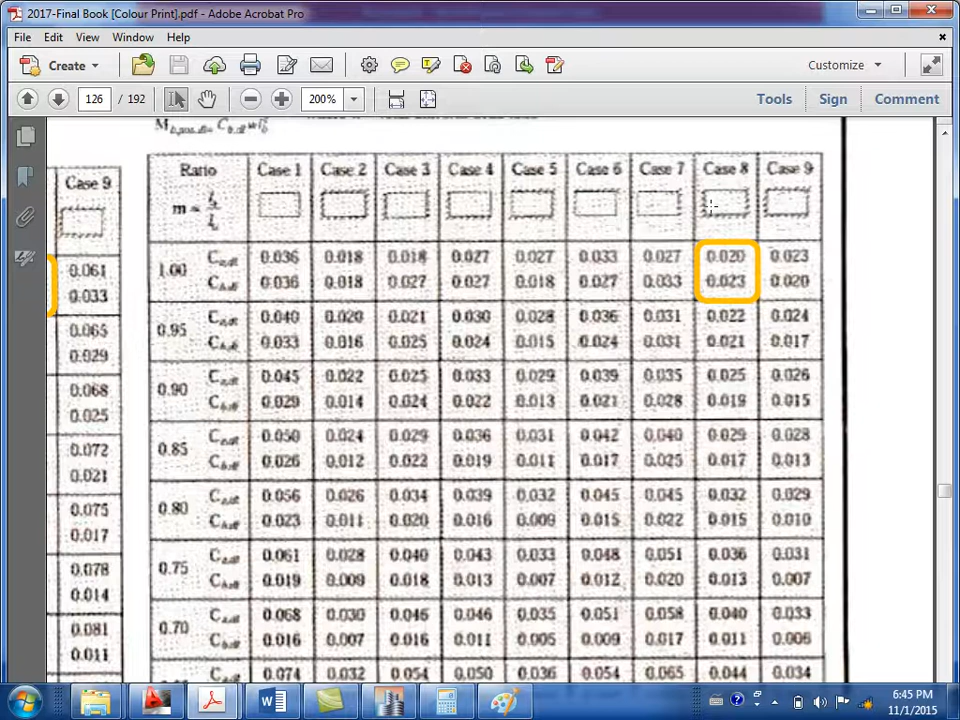 2017-Final Book [Colour Print].pdf - Adobe Acrobat Pro
File Edit View Window Help
Create
Customize
126 / 192
200%
Tools Sign Comment
Case 9
0.061
0.033
0.065
0.029
0.068
0.025
0.072
0.021
0.075
0.017
0.078
0.014
0.081
0.011
Ratio Case 1 Case 2 Case 3 Case 4 Case 5 Case 6 Case 7 Case 8 Case 9
m =
1.00 0.036 0.018 0.018 0.027 0.027 0.033 0.027 0.020 0.023
0.036 0.018 0.027 0.027 0.018 0.027 0.033 0.023 0.020
0.95 0.040 0.020 0.021 0.030 0.028 0.036 0.031 0.022 0.024
0.033 0.016 0.025 0.024 0.015 0.024 0.031 0.021 0.017
0.90 0.045 0.022 0.025 0.033 0.029 0.039 0.035 0.025 0.026
0.029 0.014 0.024 0.022 0.013 0.021 0.028 0.019 0.015
0.85 0.050 0.024 0.029 0.036 0.031 0.042 0.040 0.029 0.028
0.026 0.012 0.022 0.019 0.011 0.017 0.025 0.017 0.013
0.80 0.056 0.026 0.034 0.039 0.032 0.045 0.045 0.032 0.029
0.023 0.011 0.020 0.016 0.009 0.015 0.022 0.015 0.010
0.75 0.061 0.028 0.040 0.043 0.033 0.048 0.051 0.036 0.031
0.019 0.009 0.018 0.013 0.007 0.012 0.020 0.013 0.007
0.70 0.068 0.030 0.046 0.046 0.035 0.051 0.058 0.040 0.033
0.016 0.007 0.016 0.011 0.005 0.009 0.017 0.011 0.006
0.074 0.032 0.054 0.050 0.036 0.054 0.065 0.044 0.034
6:45 PM
11/1/2015